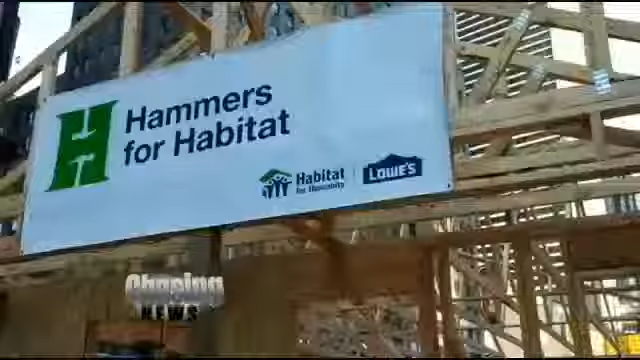 Hammers
for Habitat
Habitat
for Humanity
LOWE'S
NEWS